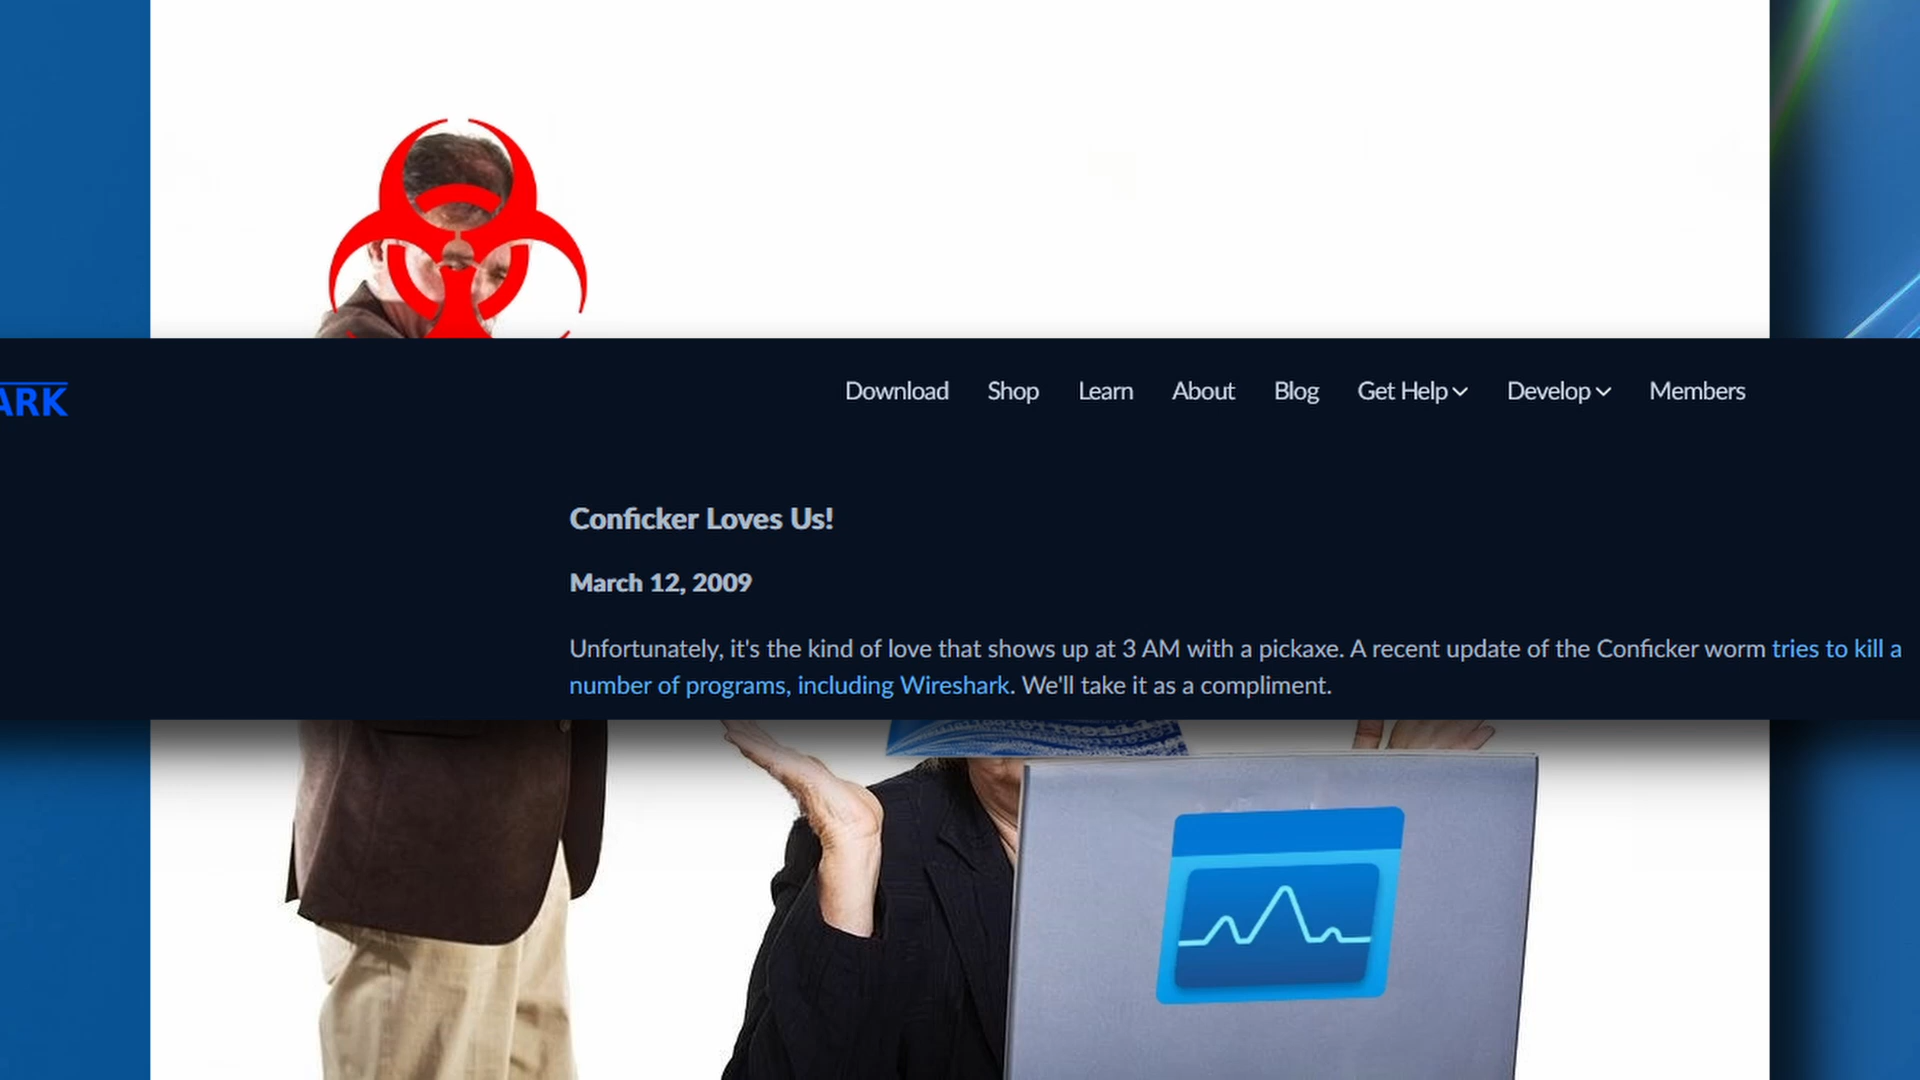 ARK
Download Shop Learn About Blog Get Help Develop Members
Conficker Loves Us!
March 12, 2009
Unfortunately, it's the kind of love that shows up at 3 AM with a pickaxe. A recent update of the Conficker worm tries to kill a
number of programs, including Wireshark. We'll take it as a compliment.